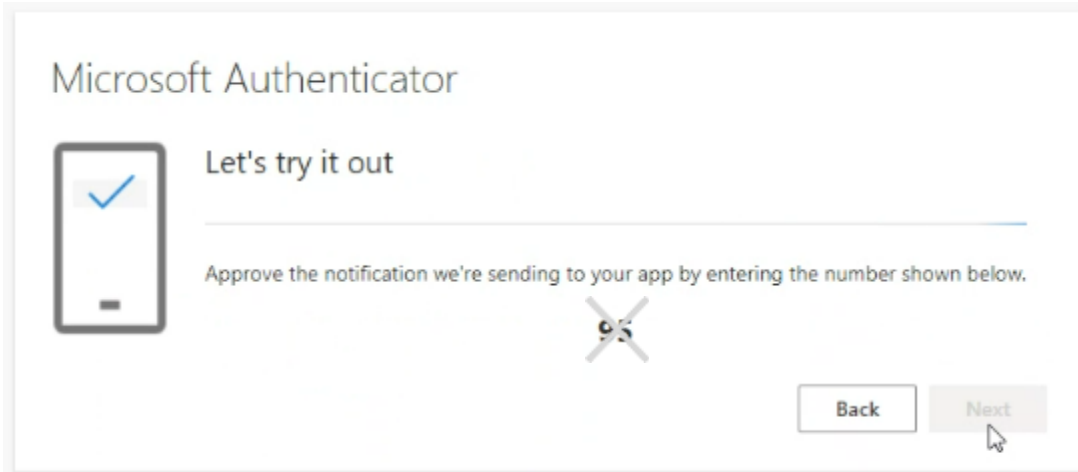 Microsoft Authenticator
Let's try it out
Approve the notification we're sending to your app by entering the number shown below.
95
Back
Next